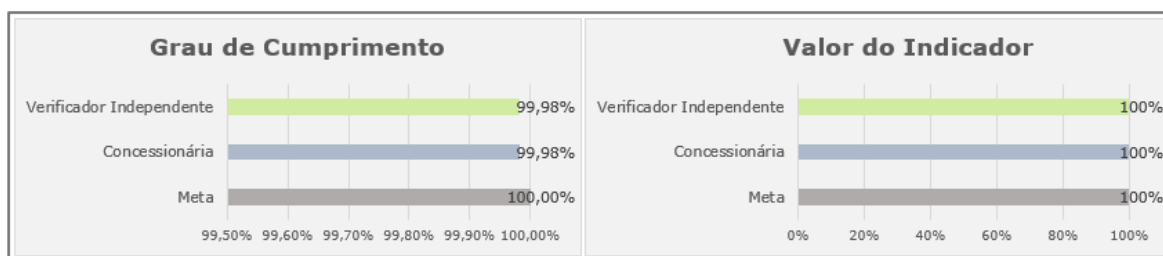 Grau de Cumprimento
Verificador Independente 99,98%
Concessionária 99,98%
Meta 100,00%
99,50% 99,60% 99,70% 99,80% 99,90% 100,00%
Valor do Indicador
Verificador Independente 100%
Concessionária 100%
Meta 100%
0% 20% 40% 60% 80% 100%